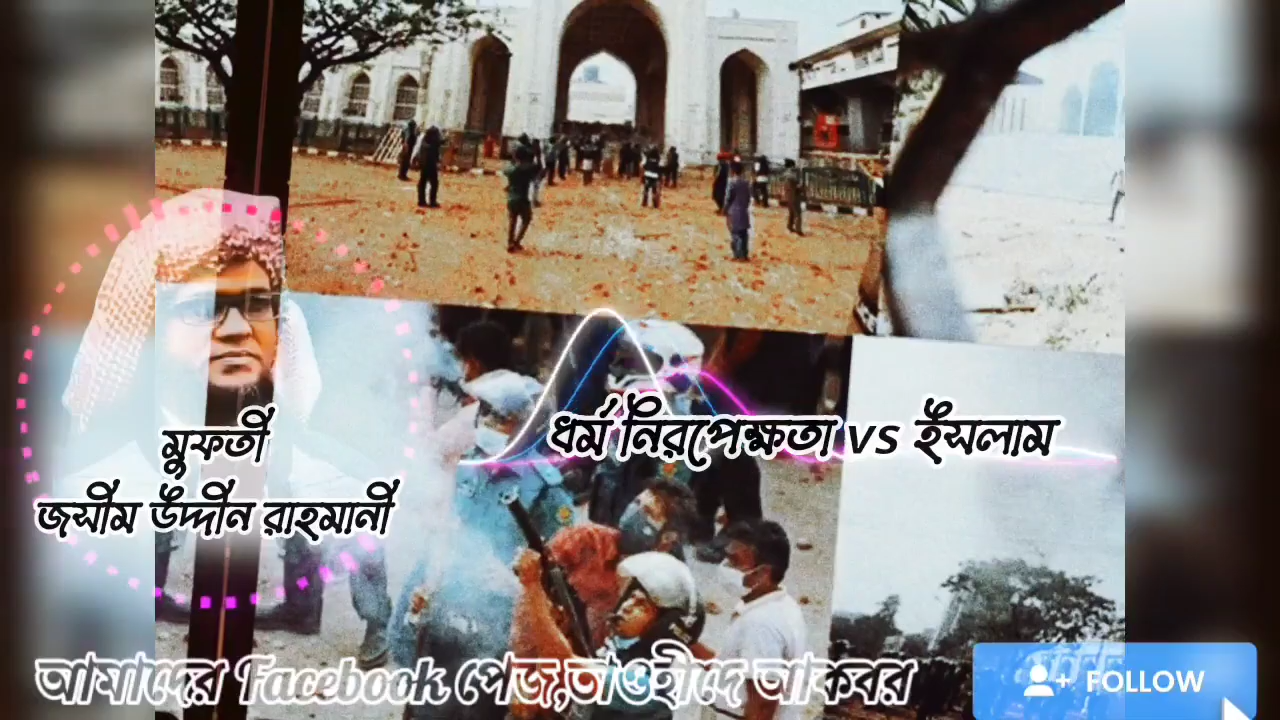 ধর্ম নিরপেক্ষতা vs ইসলাম
মুফতী
জসীম উদ্দীন রাহমানী
আমাদের Facebook পেজ,তাওহীদে আকবর
FOLLOW